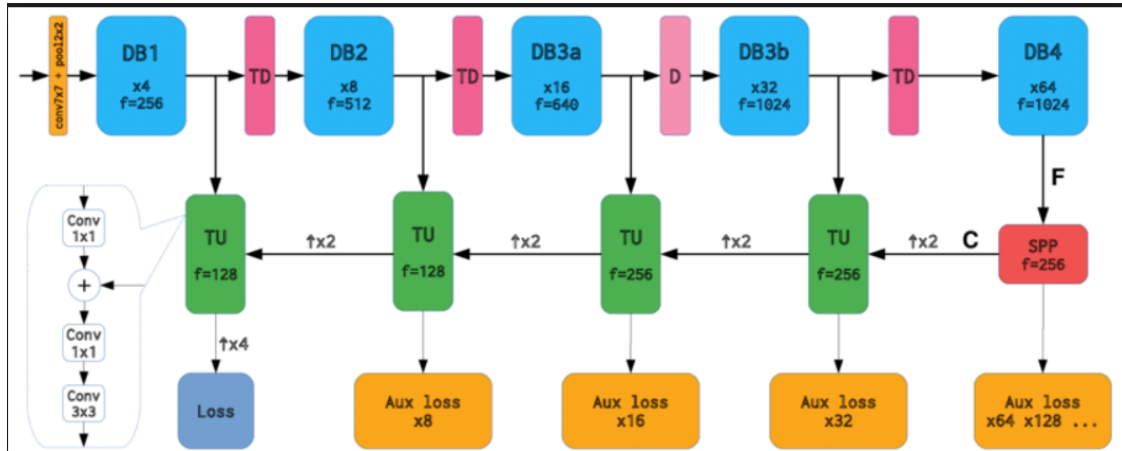 conv7x7 + pool2x2
DB1
x4
f=256
TD
DB2
x8
f=512
TD
DB3a
x16
f=640
D
DB3b
x32
f=1024
TD
DB4
x64
f=1024
F
Conv
1x1
+
Conv
1x1
Conv
3x3
TU
f=128
↑x2
TU
f=128
↑x2
TU
f=256
↑x2
TU
f=256
↑x2
C
SPP
f=256
↑x4
Loss
Aux loss
x8
Aux loss
x16
Aux loss
x32
Aux loss
x64 x128 ...